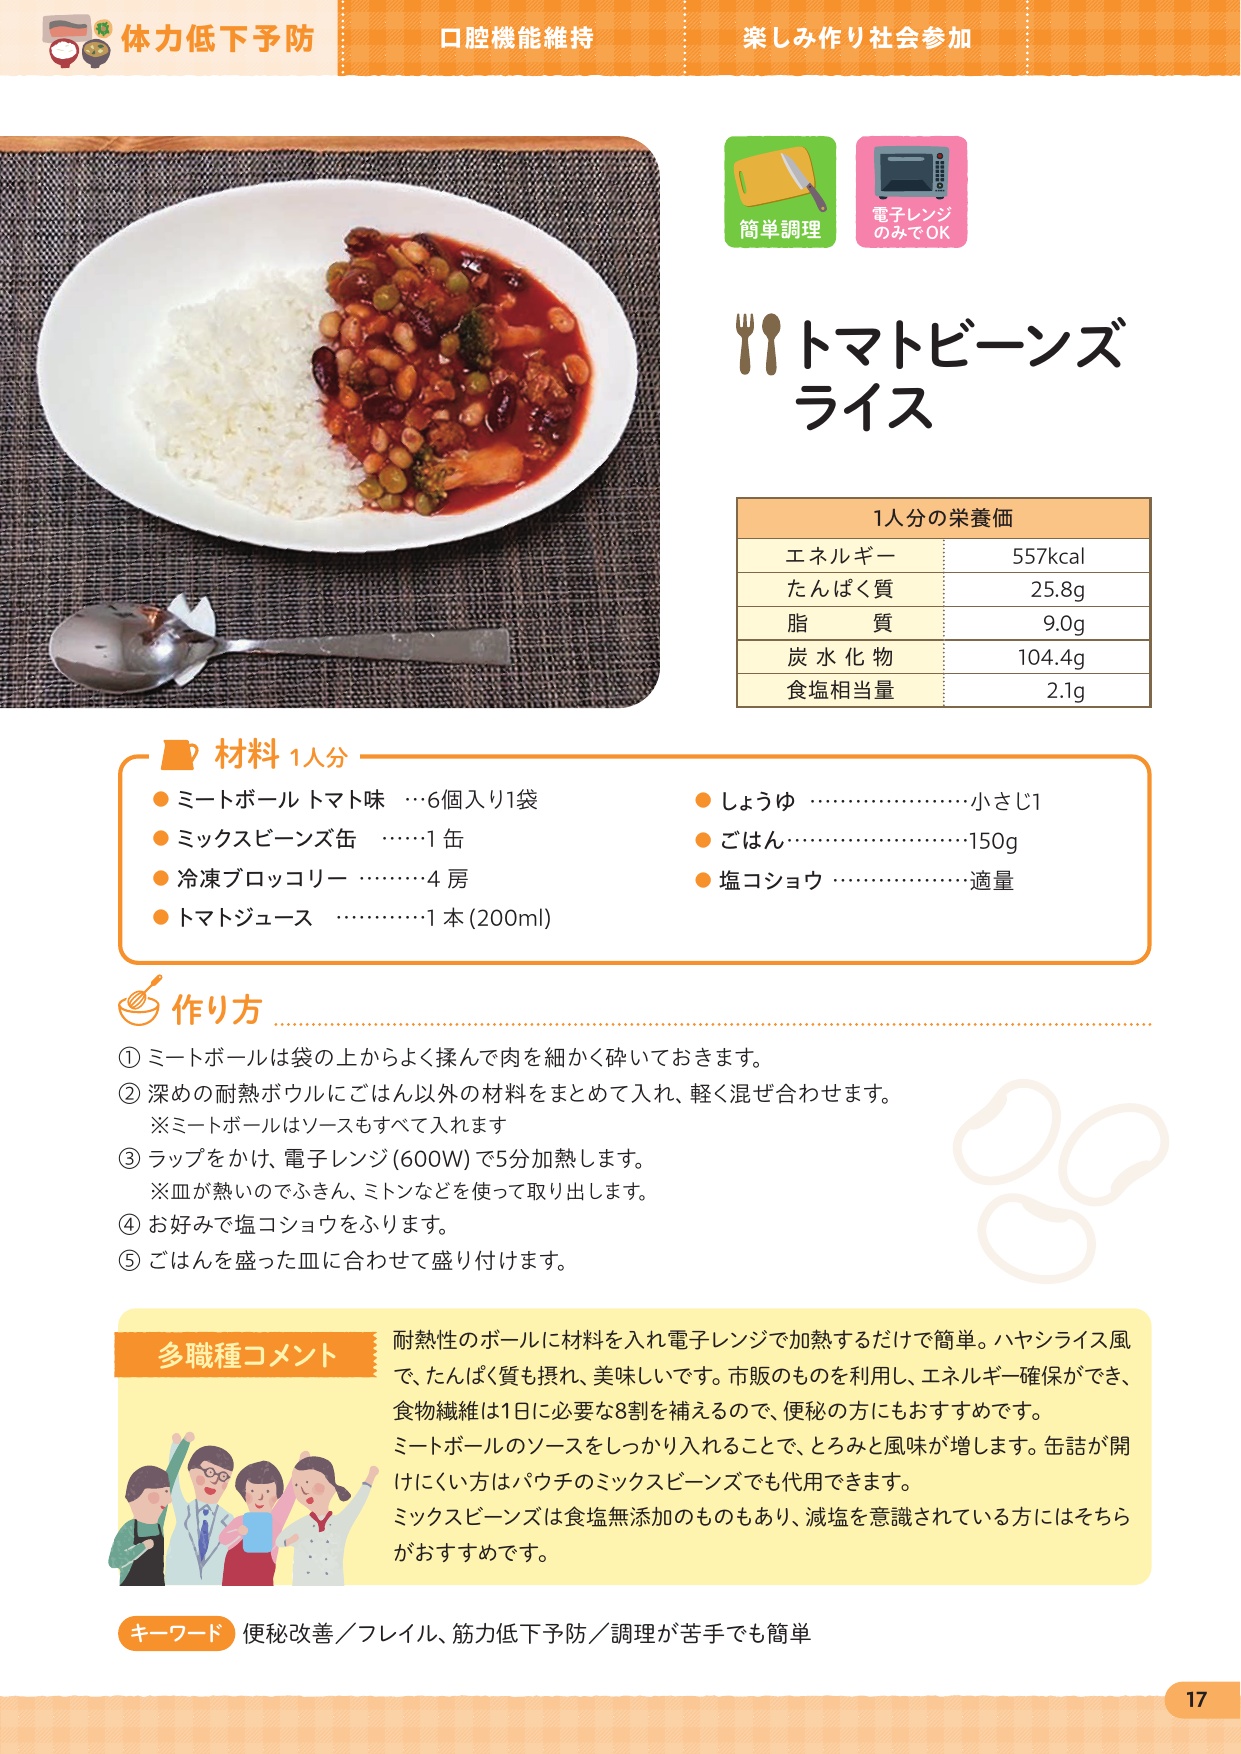 体力低下予防
口腔機能維持
楽しみ作り社会参加
簡単調理
電子レンジ
のみでOK
トマトビーンズ
ライス
1人分の栄養価
エネルギー 557kcal
たんぱく質 25.8g
脂質 9.0g
炭水化物 104.4g
食塩相当量 2.1g
材料 1人分
● ミートボール トマト味 …6個入り1袋
● ミックスビーンズ缶 ……1 缶
● 冷凍ブロッコリー ………4 房
● トマトジュース …………1 本(200ml)
● しょうゆ …………………小さじ1
● ごはん……………………150g
● 塩コショウ ………………適量
作り方
① ミートボールは袋の上からよく揉んで肉を細かく砕いておきます。
② 深めの耐熱ボウルにごはん以外の材料をまとめて入れ、軽く混ぜ合わせます。
※ミートボールはソースもすべて入れます
③ ラップをかけ、電子レンジ(600W)で5分加熱します。
※皿が熱いのでふきん、ミトンなどを使って取り出します。
④ お好みで塩コショウをふります。
⑤ ごはんを盛った皿に合わせて盛り付けます。
多職種コメント
耐熱性のボールに材料を入れ電子レンジで加熱するだけで簡単。ハヤシライス風
で、たんぱく質も摂れ、美味しいです。市販のものを利用し、エネルギー確保ができ、
食物繊維は1日に必要な8割を補えるので、便秘の方にもおすすめです。
ミートボールのソースをしっかり入れることで、とろみと風味が増します。缶詰が開
けにくい方はパウチのミックスビーンズでも代用できます。
ミックスビーンズは食塩無添加のものもあり、減塩を意識されている方にはそちら
がおすすめです。
キーワード 便秘改善／フレイル、筋力低下予防／調理が苦手でも簡単
17